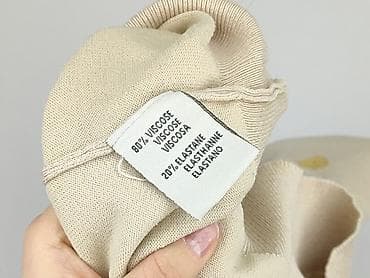 80% VISCOSE
VISCOSE
VISCOSA
20% ELASTANE
ELASTHANNE
ELASTANO